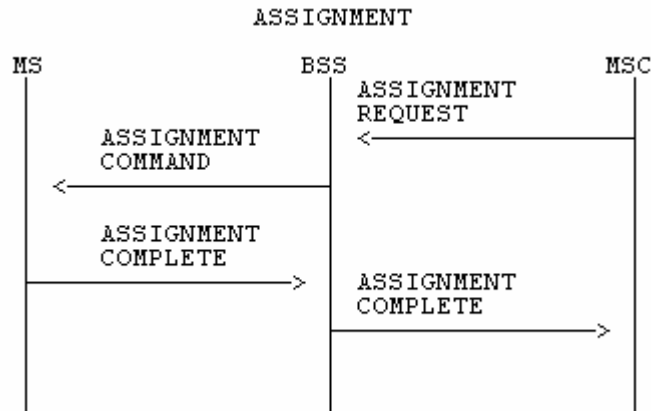 ASSIGNMENT
MS BSS MSC
ASSIGNMENT
REQUEST
ASSIGNMENT
COMMAND
ASSIGNMENT
COMPLETE
ASSIGNMENT
COMPLETE